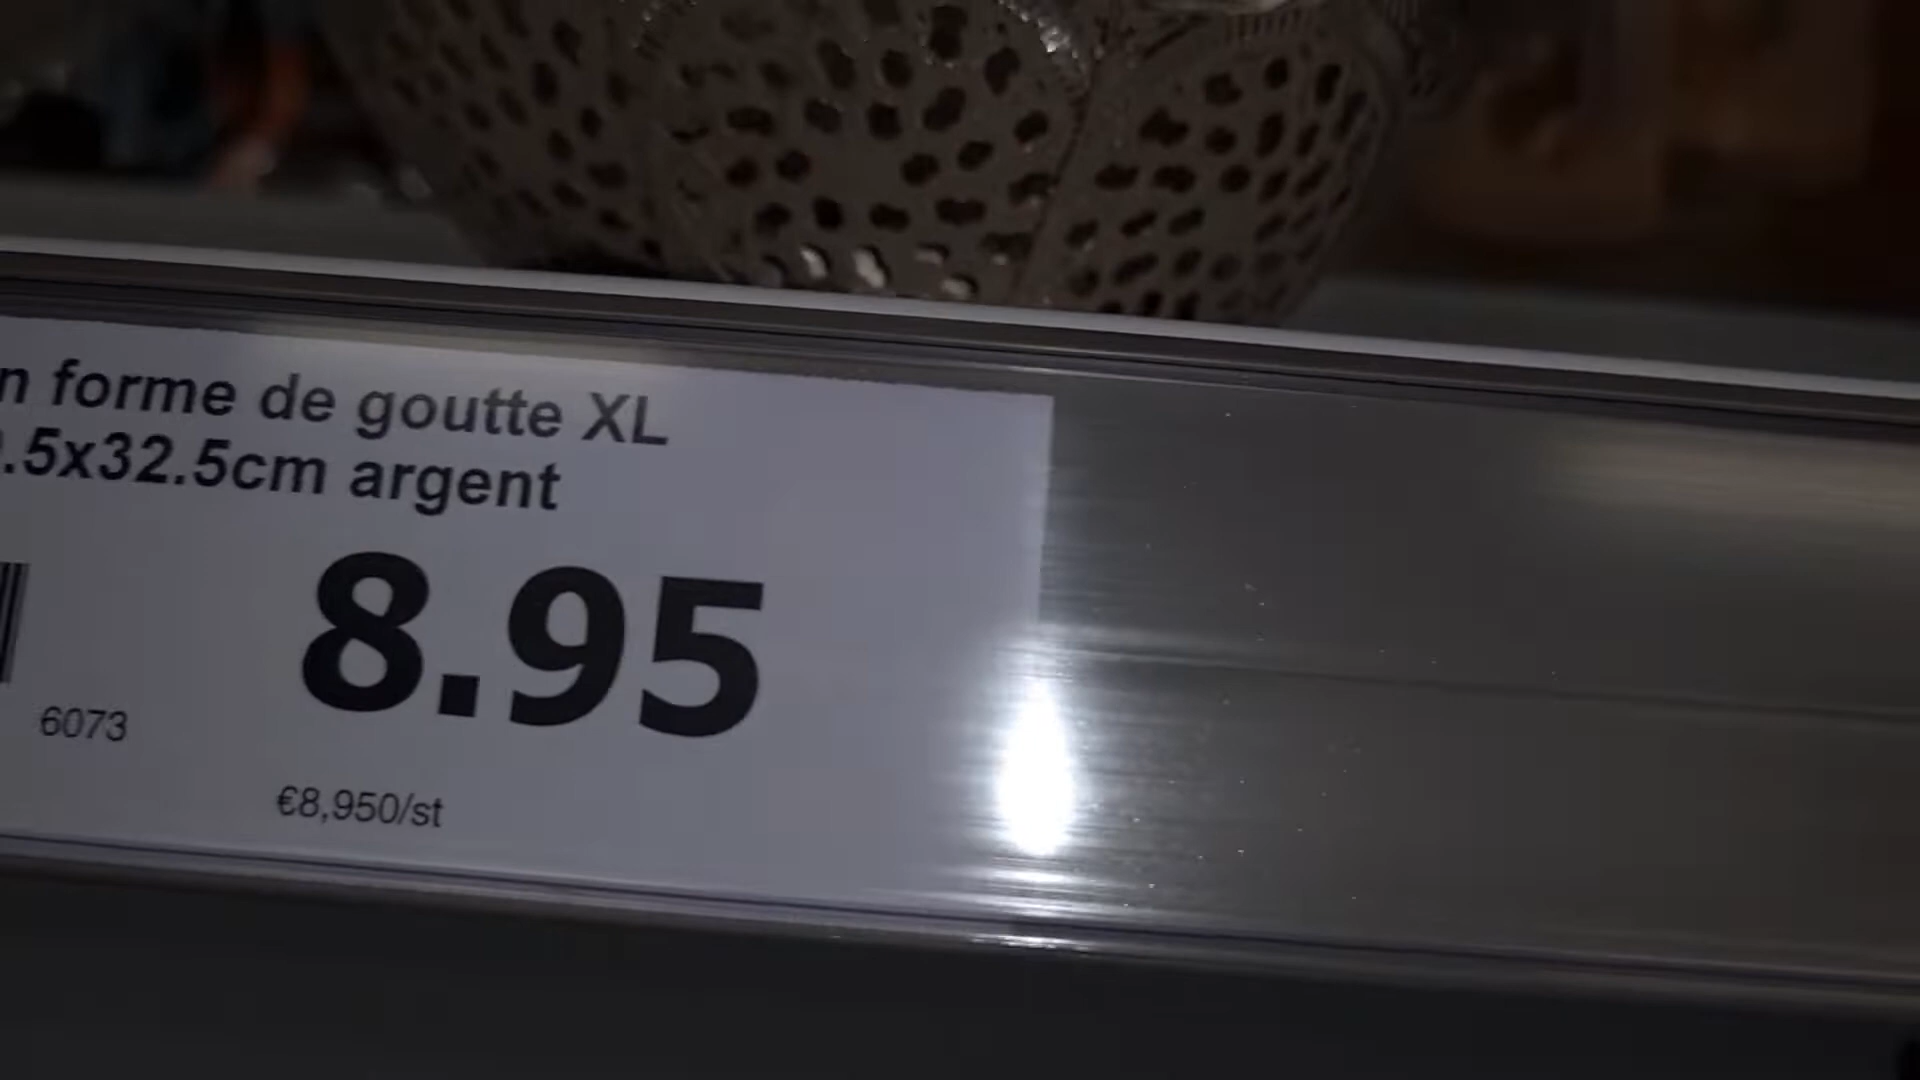 n forme de goutte XL
.5x32.5cm argent
8.95
6073
€8,950/st